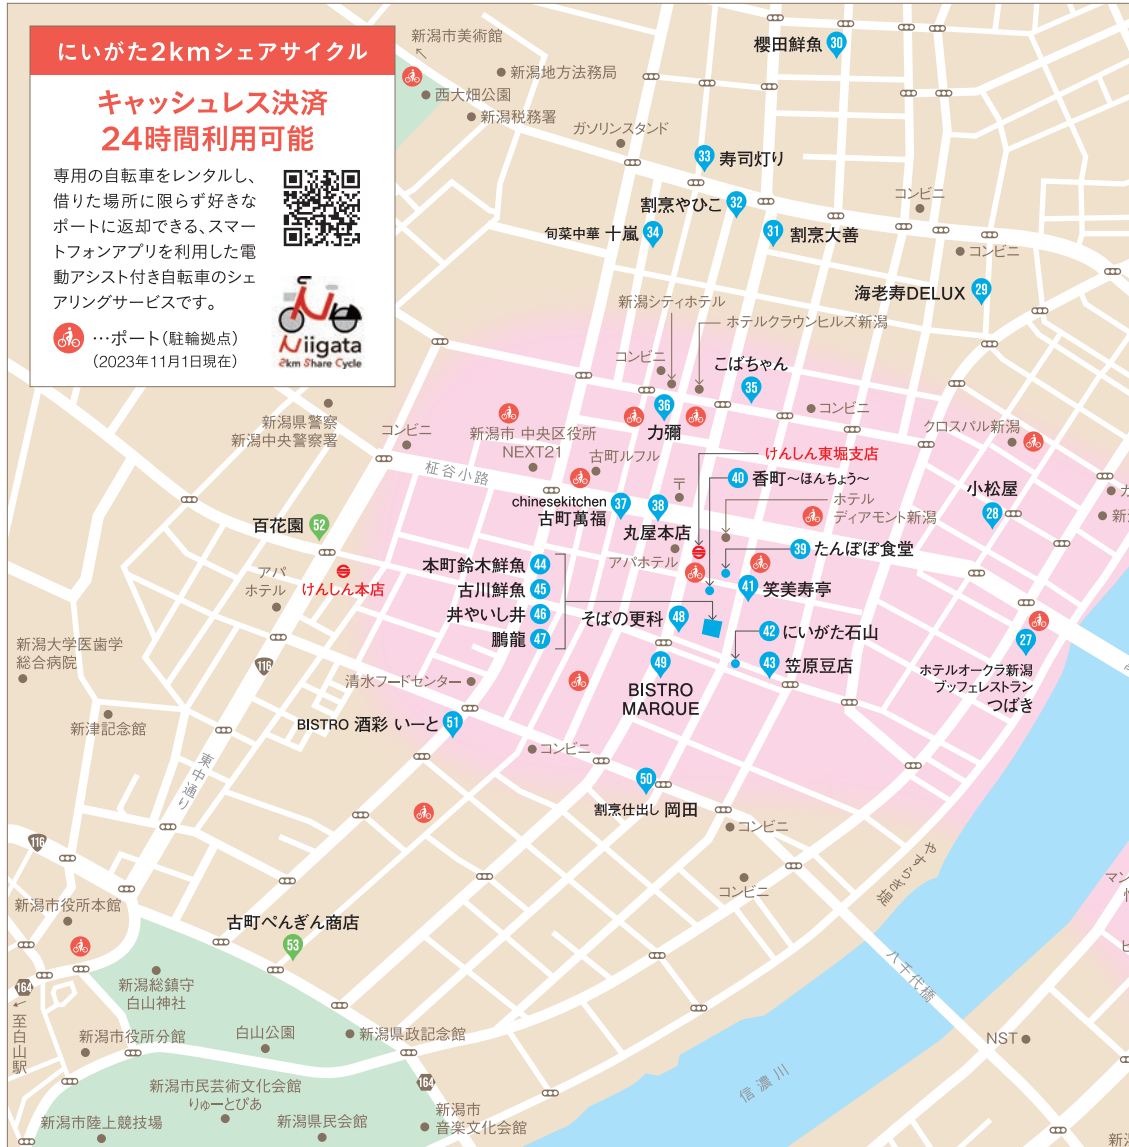 にいがた2kmシェアサイクル
キャッシュレス決済
24時間利用可能
専用の自転車をレンタルし、
借りた場所に限らず好きな
ポートに返却できる、スマー
トフォンアプリを利用した電
動アシスト付き自転車のシェ
アリングサービスです。
…ポート(駐輪拠点)
(2023年11月1日現在)
Niigata
2km Share Cycle
新潟市美術館
新潟地方法務局
西大畑公園
新潟税務署
ガソリンスタンド
櫻田鮮魚
30
33
寿司灯り
割烹やひこ
32
旬菜中華 十嵐
34
31
割烹大善
コンビニ
コンビニ
海老寿DELUX
29
新潟シティホテル
ホテルクラウンヒルズ新潟
コンビニ
こばちゃん
35
36
力彌
コンビニ
新潟県警察
新潟中央警察署
コンビニ
新潟市 中央区役所
NEXT21
古町ルフル
柾谷小路
クロスパル新潟
けんしん東堀支店
〒
40
香町〜ほんちょう〜
ホテル
ディアモント新潟
小松屋
28
chinesekitchen
古町萬福
37
38
丸屋本店
アパホテル
39
たんぽぽ食堂
百花園
52
アパ
ホテル
けんしん本店
本町鈴木鮮魚
44
古川鮮魚
45
丼やいし井
46
鵬龍
47
41
笑美寿亭
そばの更科
48
42
にいがた石山
43
笠原豆店
49
BISTRO
MARQUE
27
ホテルオークラ新潟
ブッフェレストラン
つばき
新潟大学医歯学
総合病院
116
清水フードセンター
新津記念館
BISTRO 酒彩 いーと
51
東中通り
コンビニ
50
割烹仕出し 岡田
コンビニ
コンビニ
やすらぎ堤
116
新潟市役所本館
古町ぺんぎん商店
53
八千代橋
新潟総鎮守
白山神社
164
至白山駅
新潟市役所分館
白山公園
新潟県政記念館
NST
164
信濃川
新潟市民芸術文化会館
りゅーとぴあ
新潟市陸上競技場
新潟県民会館
新潟市
音楽文化会館